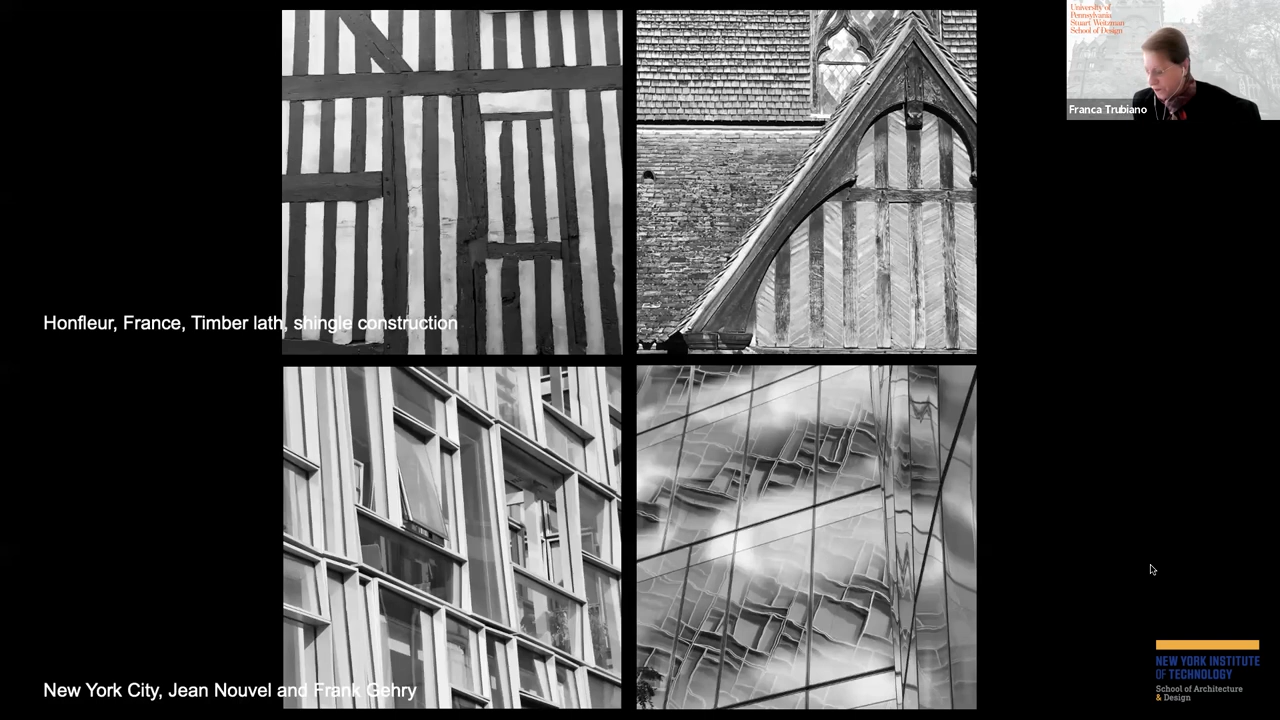 University of
Pennsylvania
Stuart Weitzman
School of Design
Franca Trubiano
Honfleur, France, Timber lath, shingle construction
New York City, Jean Nouvel and Frank Gehry
NEW YORK INSTITUTE
OF TECHNOLOGY
School of Architecture
& Design